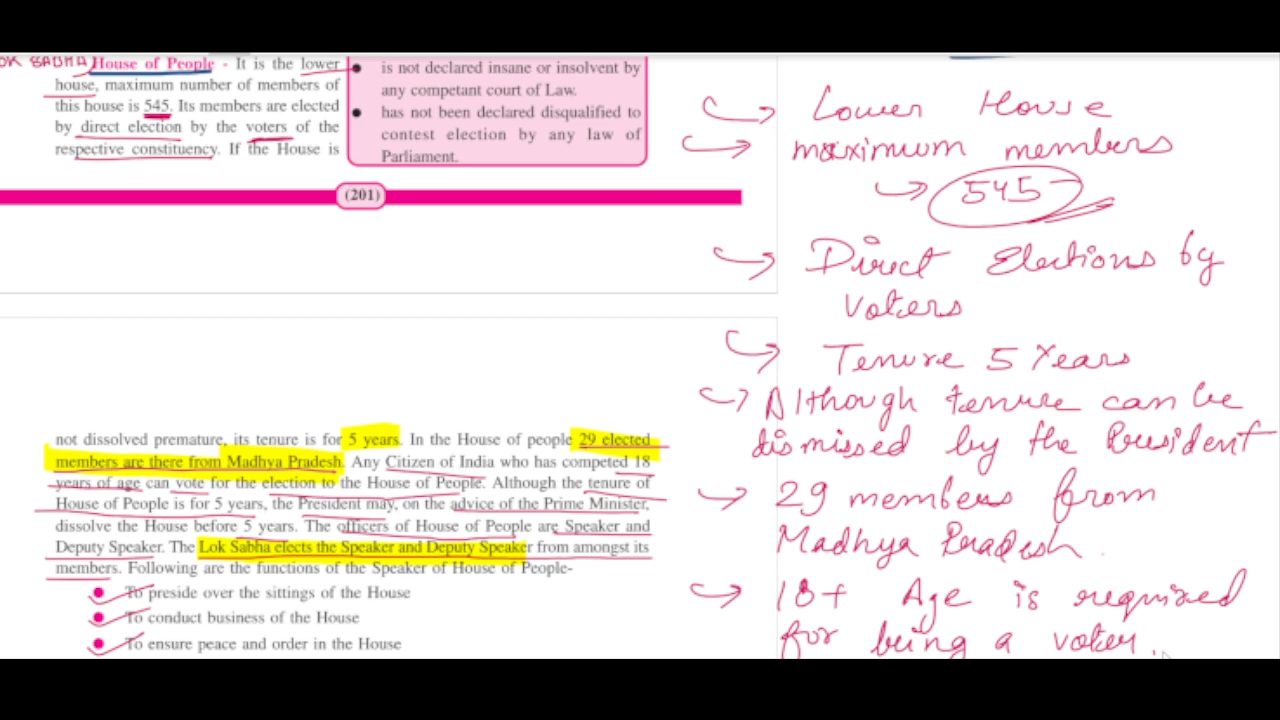 OK SABHA) House of People - It is the lower
house, maximum number of members of
this house is 545. Its members are elected
by direct election by the voters of the
respective constituency. If the House is
is not declared insane or insolvent by
any competant court of Law.
has not been declared disqualified to
contest election by any law of
Parliament.
(201)
not dissolved premature, its tenure is for 5 years. In the House of people 29 elected
members are there from Madhya Pradesh. Any Citizen of India who has competed 18
years of age can vote for the election to the House of People. Although the tenure of
House of People is for 5 years, the President may, on the advice of the Prime Minister,
dissolve the House before 5 years. The officers of House of People are Speaker and
Deputy Speaker. The Lok Sabha elects the Speaker and Deputy Speaker from amongst its
members. Following are the functions of the Speaker of House of People-
To preside over the sittings of the House
To conduct business of the House
To ensure peace and order in the House
Lower House
maximum members
545
Direct Elections by
Voters
Tenure 5 Years
Although tenure can be
dismissed by the President
29 members from
Madhya Pradesh.
18+ Age is required
for being a voter.